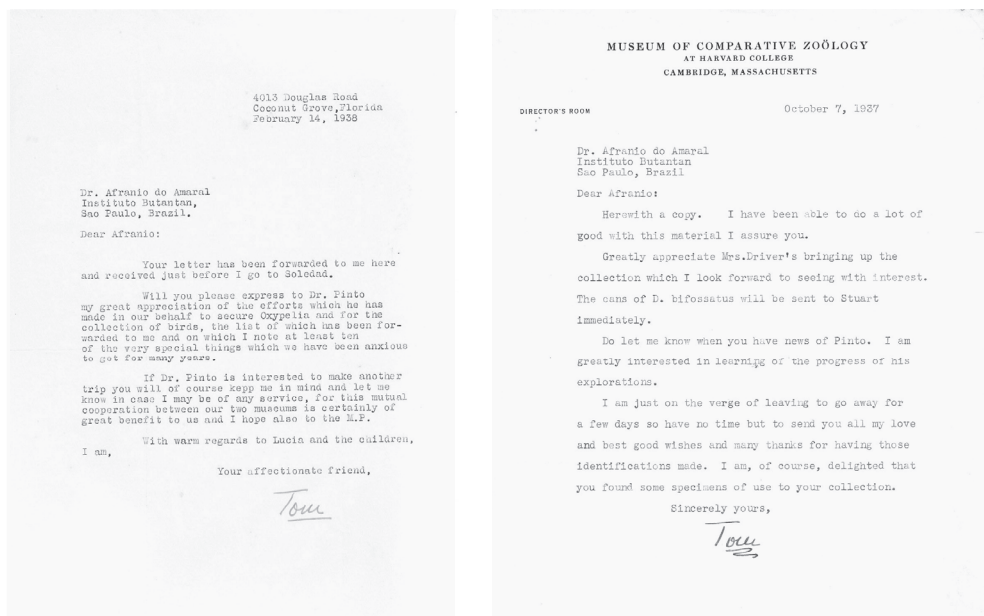 4013 Douglas Road
Coconut Grove,Florida
February 14, 1938
Dr. Afranio do Amaral
Instituto Butantan,
Sao Paulo, Brazil.
Dear Afranio:
Your letter has been forwarded to me here
and received just before I go to Soledad.
Will you please express to Dr. Pinto
my great appreciation of the efforts which he has
made in our behalf to secure Oxypelia and for the
collection of birds, the list of which has been for-
warded to me and on which I note at least ten
of the very special things which we have been anxious
to get for many years.
If Dr. Pinto is interested to make another
trip you will of course kepp me in mind and let me
know in case I may be of any service, for this mutual
cooperation between our two museums is certainly of
great benefit to us and I hope also to the M.P.
With warm regards to Lucia and the children,
I am,
Your affectionate friend,
Tom
MUSEUM OF COMPARATIVE ZOÖLOGY
AT HARVARD COLLEGE
CAMBRIDGE, MASSACHUSETTS
DIRECTOR'S ROOM
October 7, 1937
Dr. Afranio do Amaral
Instituto Butantan
Sao Paulo, Brazil
Dear Afranio:
Herewith a copy. I have been able to do a lot of
good with this material I assure you.
Greatly appreciate Mrs.Driver's bringing up the
collection which I look forward to seeing with interest.
The cans of D. bifossatus will be sent to Stuart
immediately.
Do let me know when you have news of Pinto. I am
greatly interested in learning of the progress of his
explorations.
I am just on the verge of leaving to go away for
a few days so have no time but to send you all my love
and best good wishes and many thanks for having those
identifications made. I am, of course, delighted that
you found some specimens of use to your collection.
Sincerely yours,
Tom